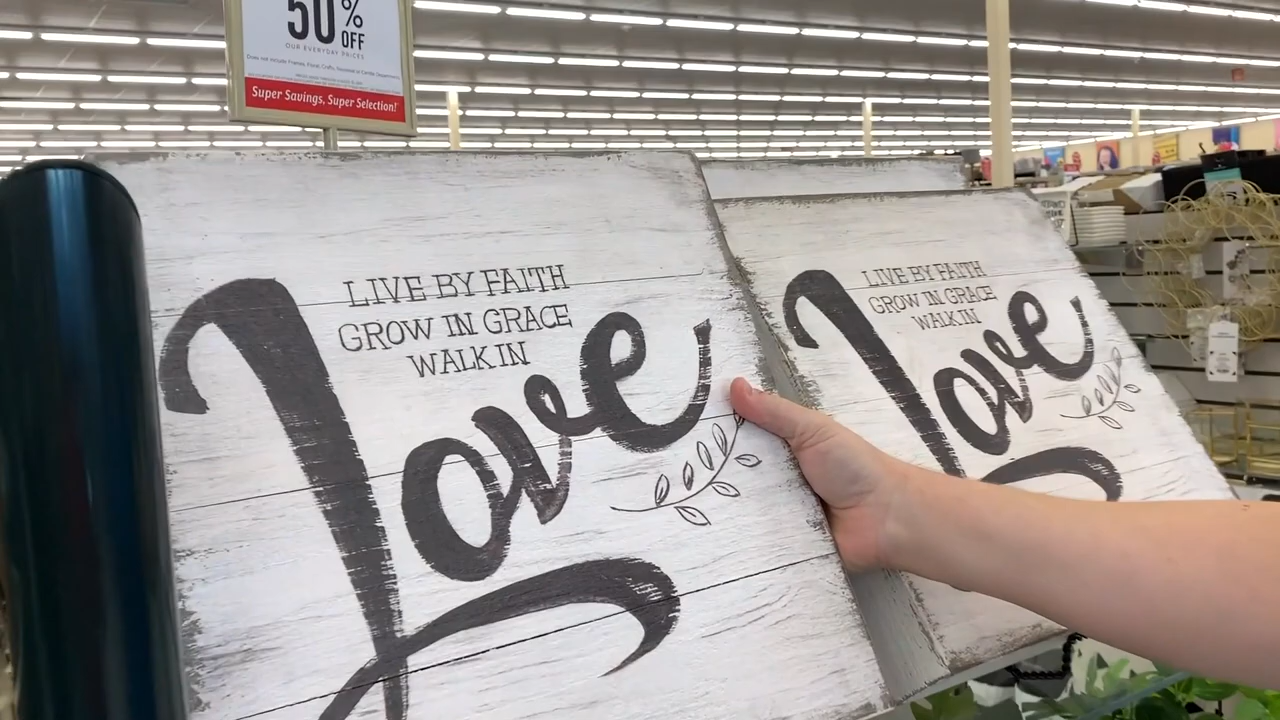 50% OFF
OUR EVERYDAY PRICES
Super Savings, Super Selection!
LIVE BY FAITH
GROW IN GRACE
WALK IN
Love
LIVE BY FAITH
GROW IN GRACE
WALK IN
Love